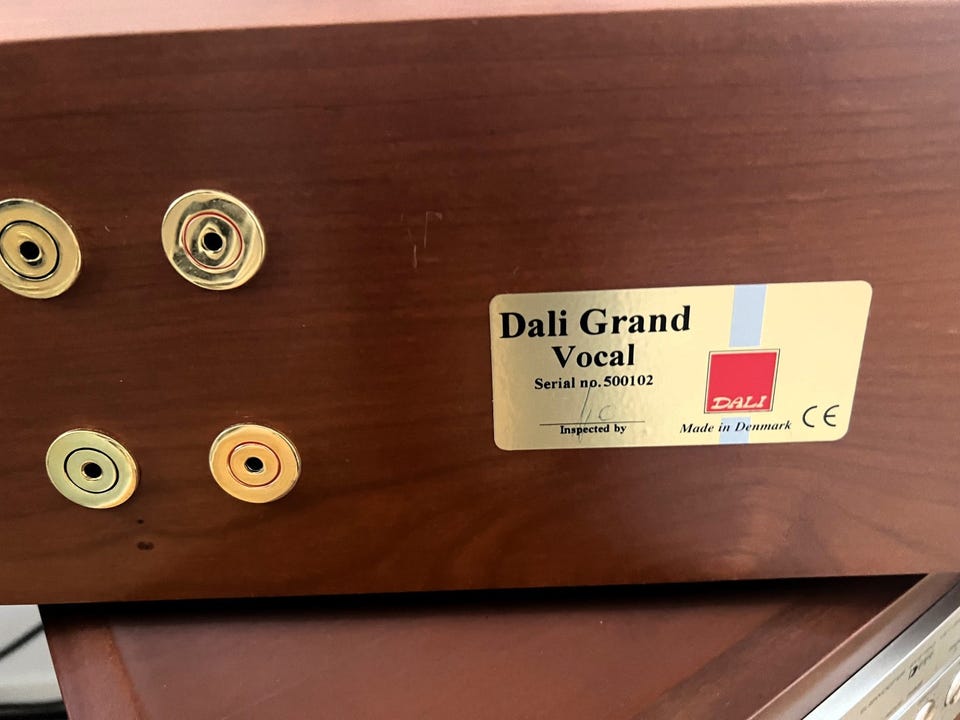 Dali Grand
Vocal
Serial no.500102
Inspected by
DALI
Made in Denmark
CE